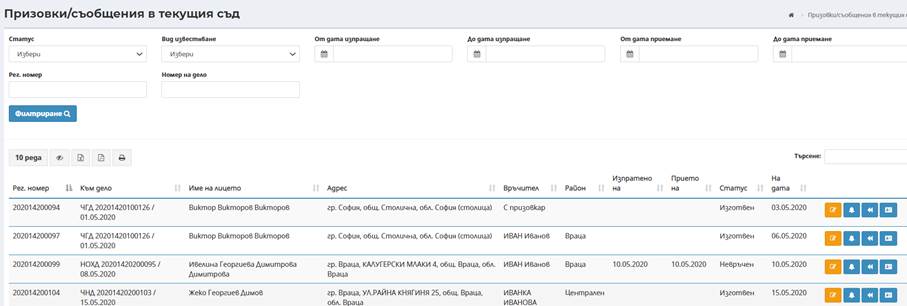 Призовки/съобщения в текущия съд
Призовки/съобщения в текущия
Статус Вид известяване От дата изпращане До дата изпращане От дата приемане До дата приемане
Избери Избери
Рег. номер Номер на дело
Филтриране
10 реда Търсене:
Рег. номер Към дело Име на лицето Адрес Връчител Район Изпратено на Прието на Статус На дата
202014200094 ЧГД 20201420100126 / 01.05.2020 Виктор Викторов Викторов гр. София, общ. Столична, обл. София (столица) С призовкар Изготвен 03.05.2020
202014200097 ЧГД 20201420100126 / 01.05.2020 Виктор Викторов Викторов гр. София, общ. Столична, обл. София (столица) ИВАН Иванов Враца Изготвен 06.05.2020
202014200099 НОХД 20201420200095 / 08.05.2020 Ивелина Георгиева Димитрова Димитрова гр. Враца, КАЛУГЕРСКИ МЛАКИ 4, общ. Враца, обл. Враца ИВАН Иванов Враца 10.05.2020 10.05.2020 Невръчен 10.05.2020
202014200104 ЧНД 20201420200103 / 15.05.2020 Жеко Георгиев Димов гр. Враца, УЛ.РАЙНА КНЯГИНЯ 25, общ. Враца, обл. Враца ИВАНКА ИВАНОВА Централен Изготвен 15.05.2020